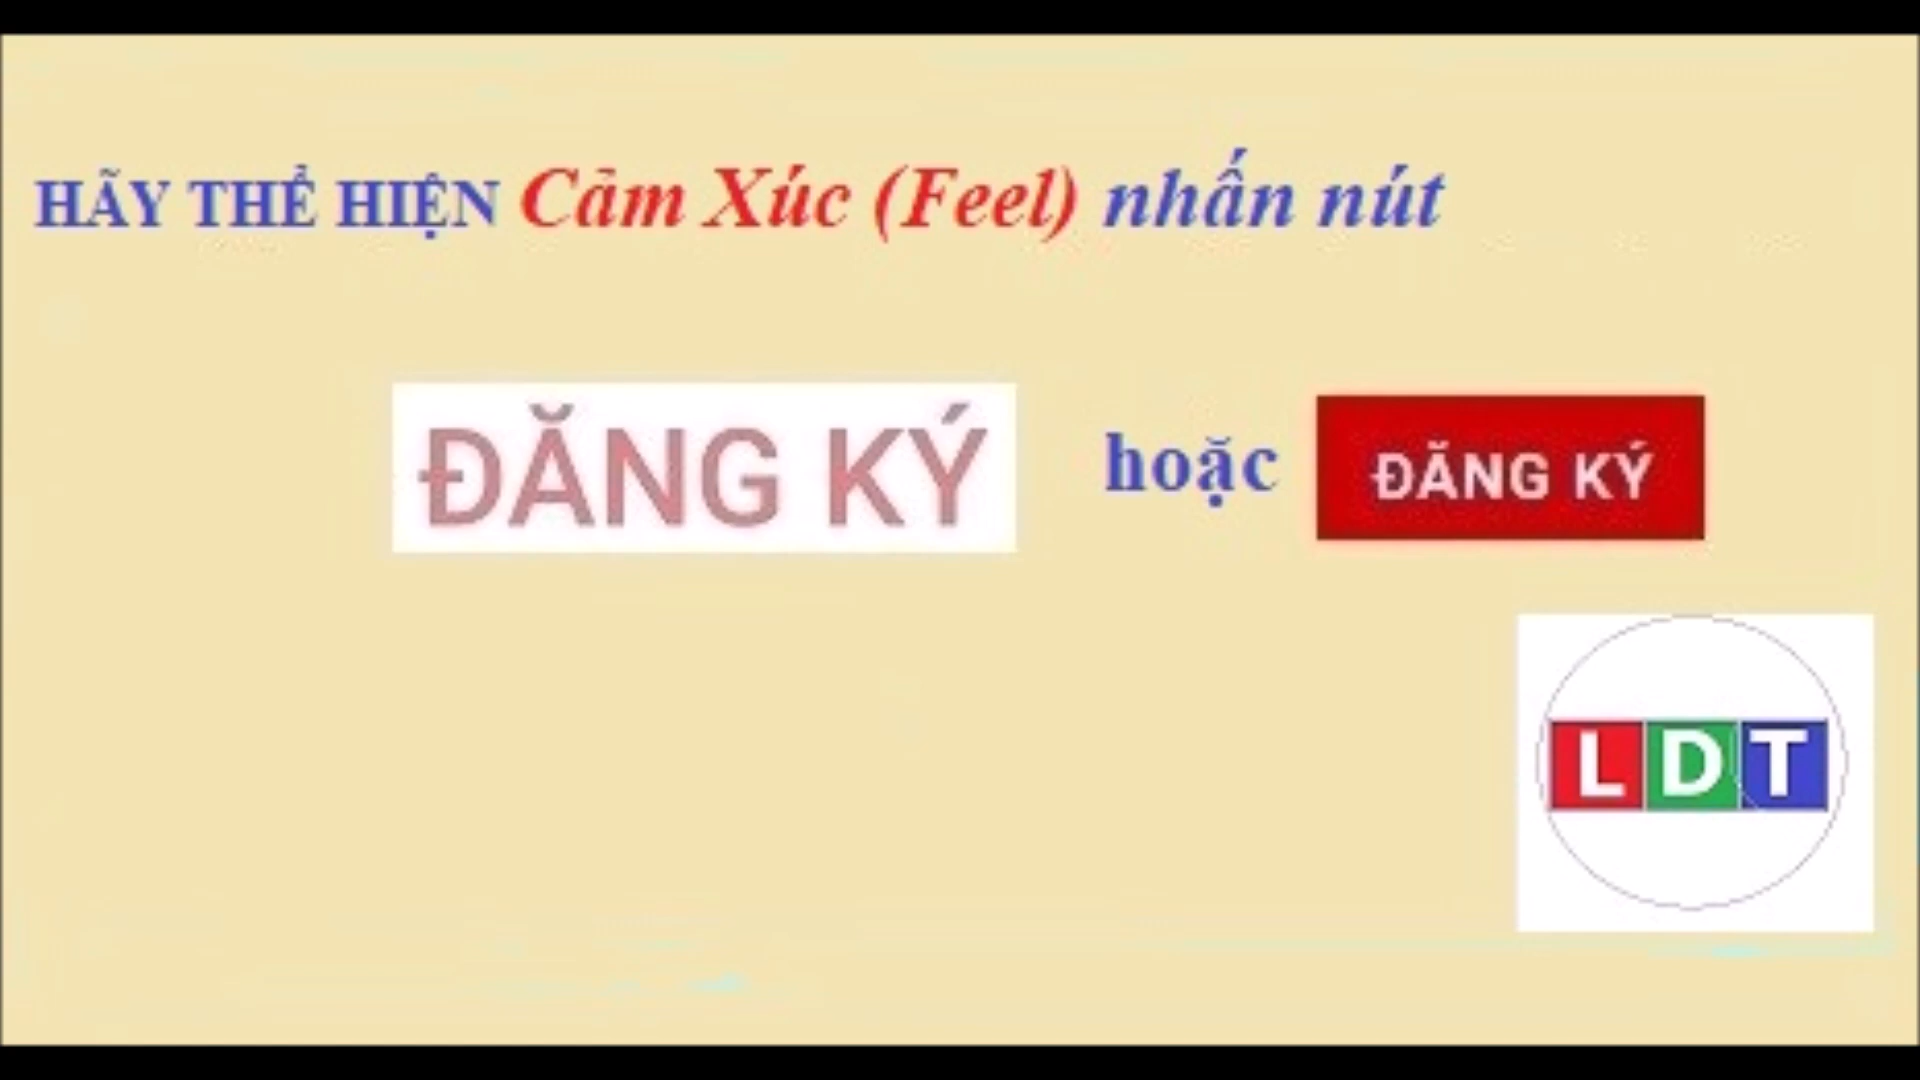 HÃY THỂ HIỆN Cảm Xúc (Feel) nhấn nút
ĐĂNG KÝ hoặc ĐĂNG KÝ
LDT